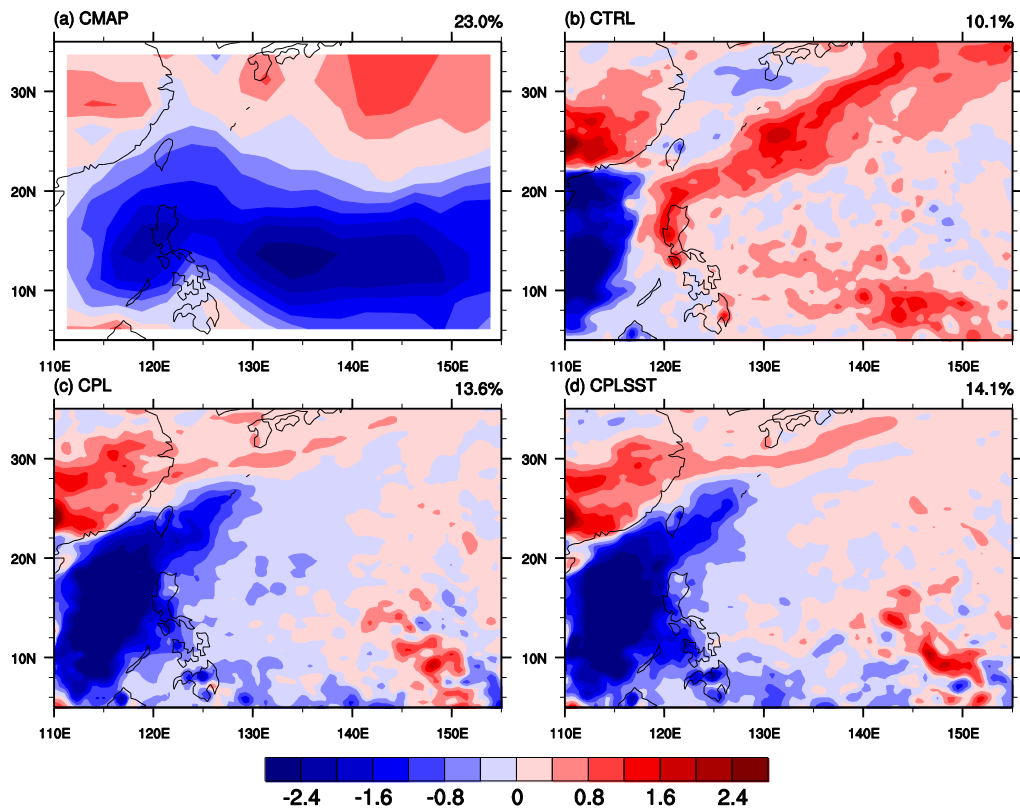 (a) CMAP 23.0%
(b) CTRL 10.1%
30N
20N
10N
110E 120E 130E 140E 150E
30N
20N
10N
110E 120E 130E 140E 150E
(c) CPL 13.6%
(d) CPLSST 14.1%
30N
20N
10N
110E 120E 130E 140E 150E
30N
20N
10N
110E 120E 130E 140E 150E
-2.4 -1.6 -0.8 0 0.8 1.6 2.4